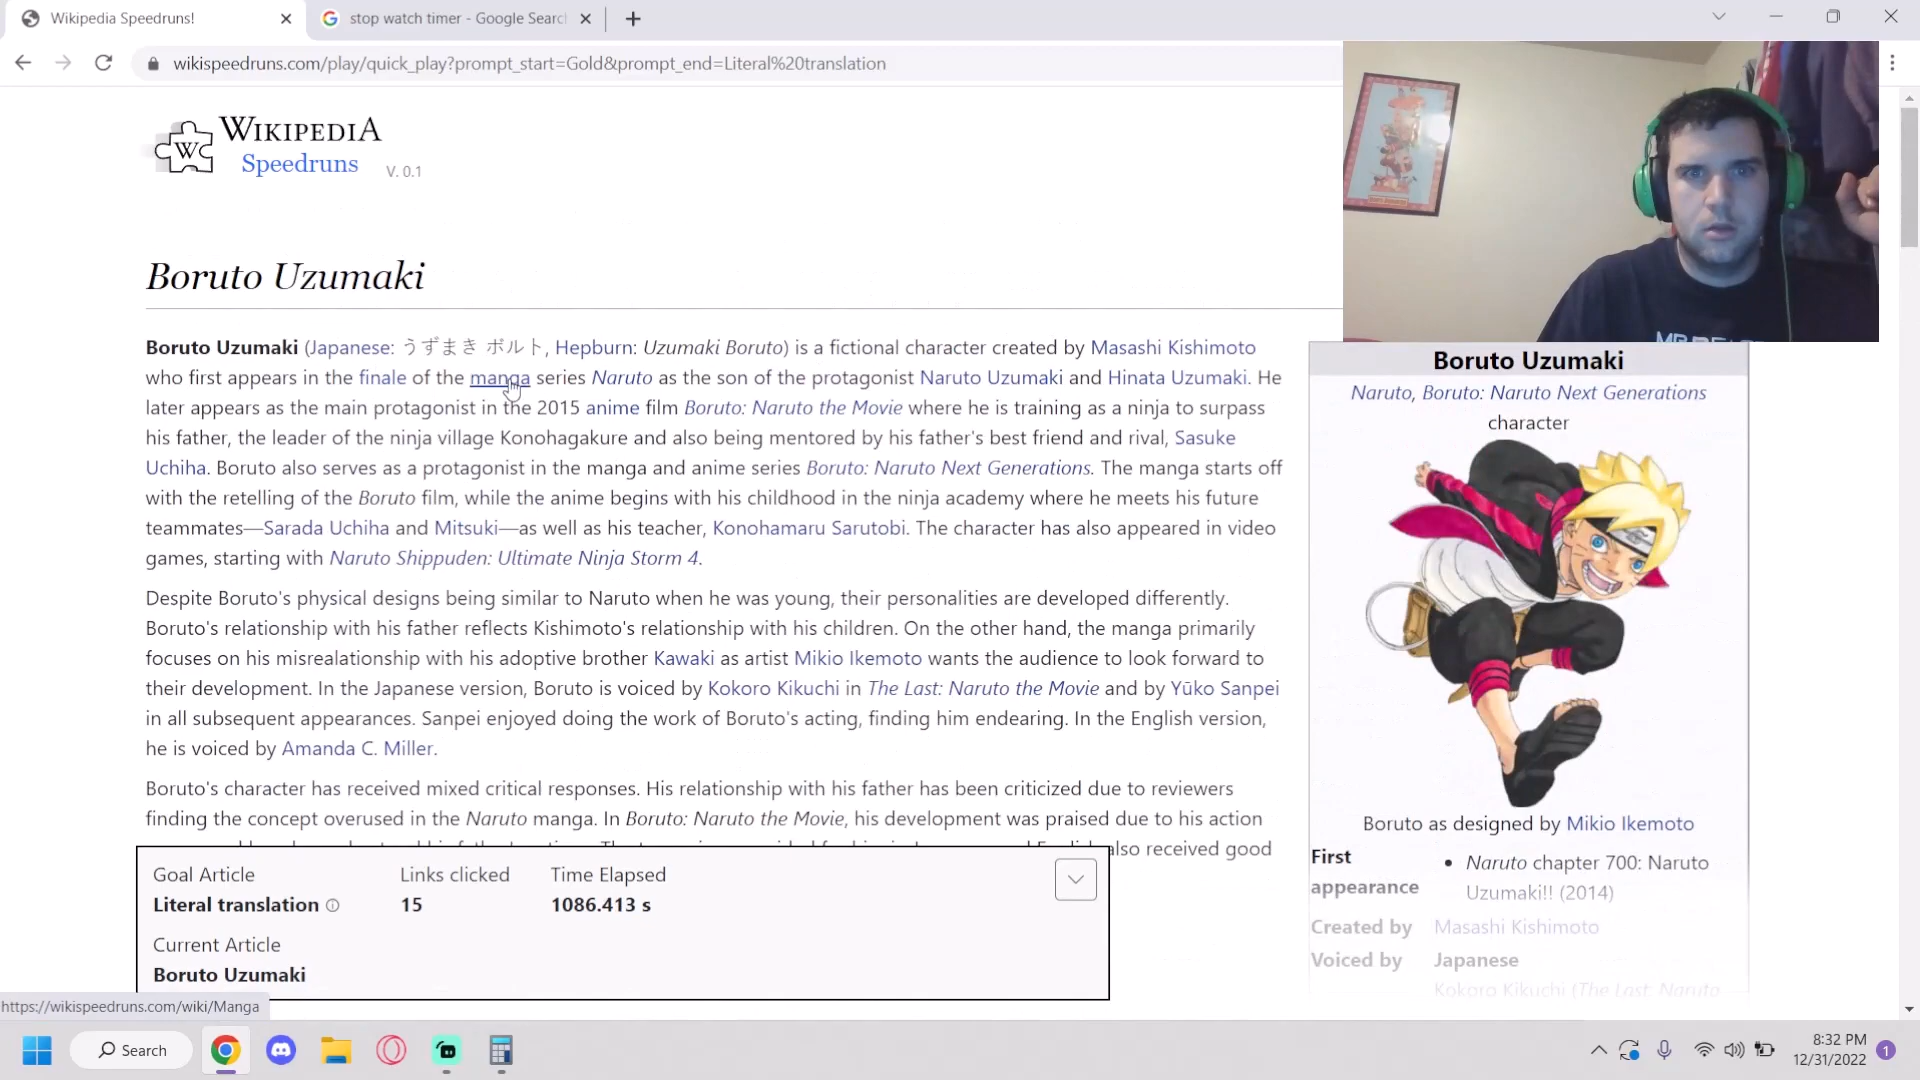 Wikipedia Speedruns!
stop watch timer - Google Searc
wikispeedruns.com/play/quick_play?prompt_start=Gold&prompt_end=Literal%20translation
W
WIKIPEDIA
Speedruns
V. 0.1
Boruto Uzumaki
Boruto Uzumaki (Japanese: うずまき ボルト, Hepburn: Uzumaki Boruto) is a fictional character created by Masashi Kishimoto
who first appears in the finale of the manga series Naruto as the son of the protagonist Naruto Uzumaki and Hinata Uzumaki. He
later appears as the main protagonist in the 2015 anime film Boruto: Naruto the Movie where he is training as a ninja to surpass
his father, the leader of the ninja village Konohagakure and also being mentored by his father's best friend and rival, Sasuke
Uchiha. Boruto also serves as a protagonist in the manga and anime series Boruto: Naruto Next Generations. The manga starts off
with the retelling of the Boruto film, while the anime begins with his childhood in the ninja academy where he meets his future
teammates—Sarada Uchiha and Mitsuki—as well as his teacher, Konohamaru Sarutobi. The character has also appeared in video
games, starting with Naruto Shippuden: Ultimate Ninja Storm 4.
Despite Boruto's physical designs being similar to Naruto when he was young, their personalities are developed differently.
Boruto's relationship with his father reflects Kishimoto's relationship with his children. On the other hand, the manga primarily
focuses on his misrealationship with his adoptive brother Kawaki as artist Mikio Ikemoto wants the audience to look forward to
their development. In the Japanese version, Boruto is voiced by Kokoro Kikuchi in The Last: Naruto the Movie and by Yūko Sanpei
in all subsequent appearances. Sanpei enjoyed doing the work of Boruto's acting, finding him endearing. In the English version,
he is voiced by Amanda C. Miller.
Boruto's character has received mixed critical responses. His relationship with his father has been criticized due to reviewers
finding the concept overused in the Naruto manga. In Boruto: Naruto the Movie, his development was praised due to his action
also received good
Boruto Uzumaki
Naruto, Boruto: Naruto Next Generations
character
Boruto as designed by Mikio Ikemoto
First appearance
• Naruto chapter 700: Naruto
Uzumaki!! (2014)
Created by Masashi Kishimoto
Voiced by Japanese
Kokoro Kikuchi (The Last: Naruto
Goal Article
Literal translation
Links clicked
15
Time Elapsed
1086.413 s
Current Article
Boruto Uzumaki
https://wikispeedruns.com/wiki/Manga
Search
8:32 PM
12/31/2022
1